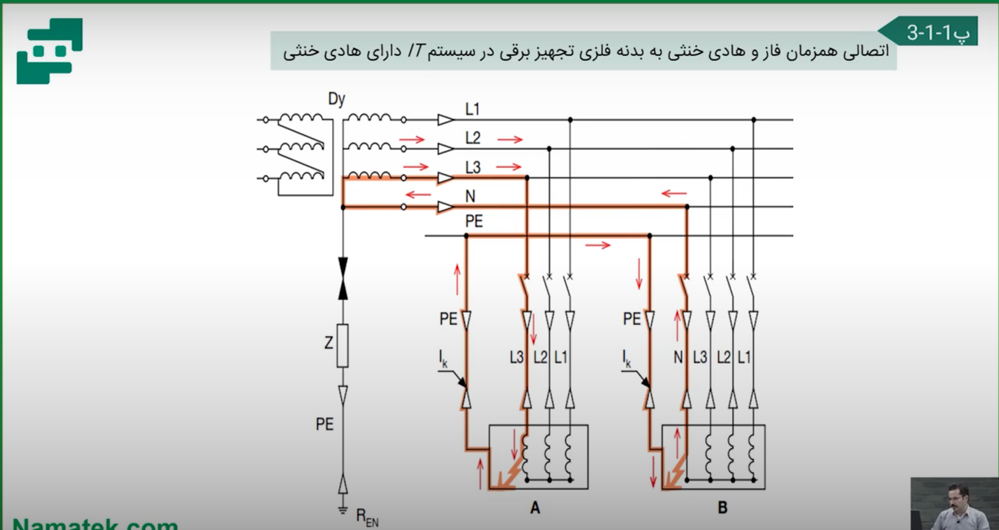 پ1-1-3
اتصالی همزمان فاز و هادی خنثی به بدنه فلزی تجهیز برقی در سیستم IT دارای هادی خنثی
Dy
L1
L2
L3
N
PE
PE
PE
Z
L3 L2 L1
N L3 L2 L1
Ik
Ik
PE
A
B
REN
Namatek.com